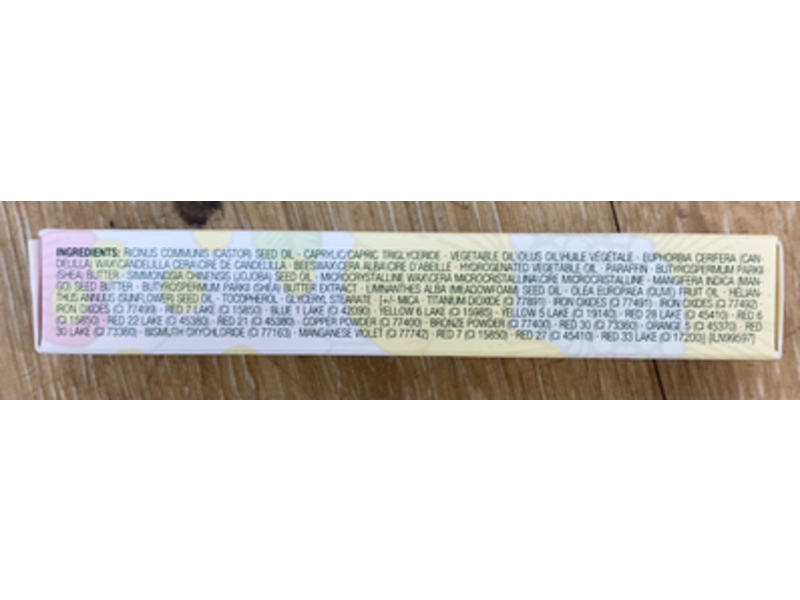 INGREDIENTS: RICINUS COMMUNIS (CASTOR) SEED OIL · CAPRYLIC/CAPRIC TRIGLYCERIDE · VEGETABLE OIL\OLUS OIL\HUILE VÉGÉTALE · EUPHORBIA CERIFERA (CAN-
DELILLA) WAX\CANDELILLA CERA\CIRE DE CANDELILLA · BEESWAX\CERA ALBA\CIRE D'ABEILLE · HYDROGENATED VEGETABLE OIL · PARAFFIN · BUTYROSPERMUM PARKII
(SHEA) BUTTER · SIMMONDSIA CHINENSIS (JOJOBA) SEED OIL · MICROCRYSTALLINE WAX\CERA MICROCRISTALLINA\CIRE MICROCRISTALLINE · MANGIFERA INDICA (MAN-
GO) SEED BUTTER · BUTYROSPERMUM PARKII (SHEA) BUTTER EXTRACT · LIMNANTHES ALBA (MEADOWFOAM) SEED OIL · OLEA EUROPAEA (OLIVE) FRUIT OIL · HELIAN-
THUS ANNUUS (SUNFLOWER) SEED OIL · TOCOPHEROL · GLYCERYL STEARATE · [+/- MICA · TITANIUM DIOXIDE (CI 77891) · IRON OXIDES (CI 77491) · IRON OXIDES (CI 77492) ·
IRON OXIDES (CI 77499) · RED 7 LAKE (CI 15850) · BLUE 1 LAKE (CI 42090) · YELLOW 6 LAKE (CI 15985) · YELLOW 5 LAKE (CI 19140) · RED 28 LAKE (CI 45410) · RED 6
(CI 15850) · RED 22 LAKE (CI 45380) · RED 21 (CI 45380) · COPPER POWDER (CI 77400) · BRONZE POWDER (CI 77400) · RED 30 (CI 73360) · ORANGE 5 (CI 45370) · RED
30 LAKE (CI 73360) · BISMUTH OXYCHLORIDE (CI 77163) · MANGANESE VIOLET (CI 77742) · RED 7 (CI 15850) · RED 27 (CI 45410) · RED 33 LAKE (CI 17200)] [ILN99597]